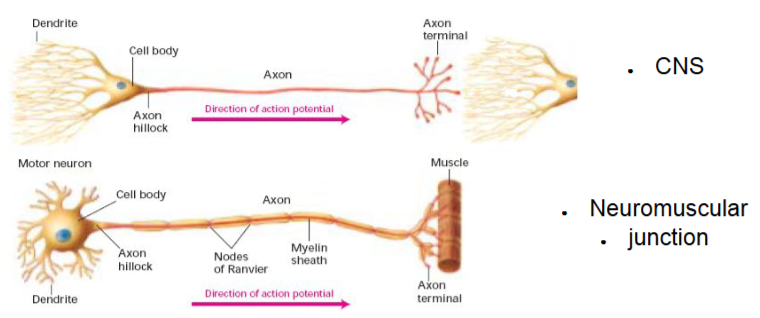 Dendrite
Axon
terminal
Cell body
Axon
Direction of action potential
Axon
hillock
• CNS
Motor neuron
Muscle
Cell body
Axon
Axon
hillock
Nodes
of Ranvier
Myelin
sheath
Dendrite
Direction of action potential
Axon
terminal
• Neuromuscular
• junction